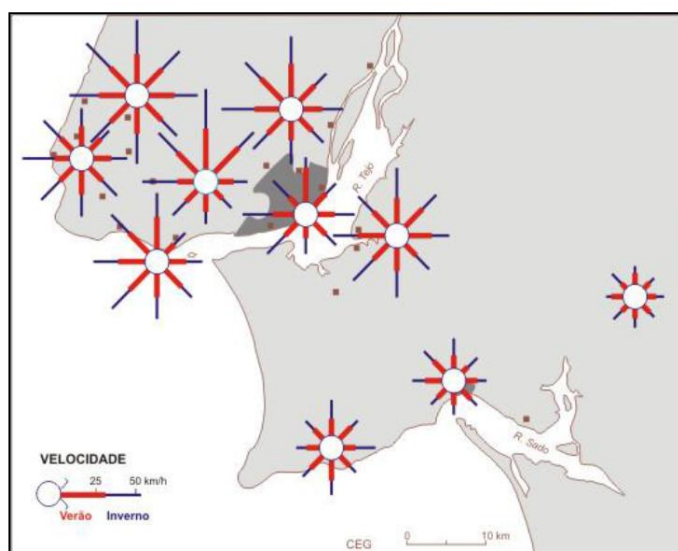 R. Tejo
R. Sado
VELOCIDADE
25 50 km/h
Verão Inverno
CEG
0 10 km